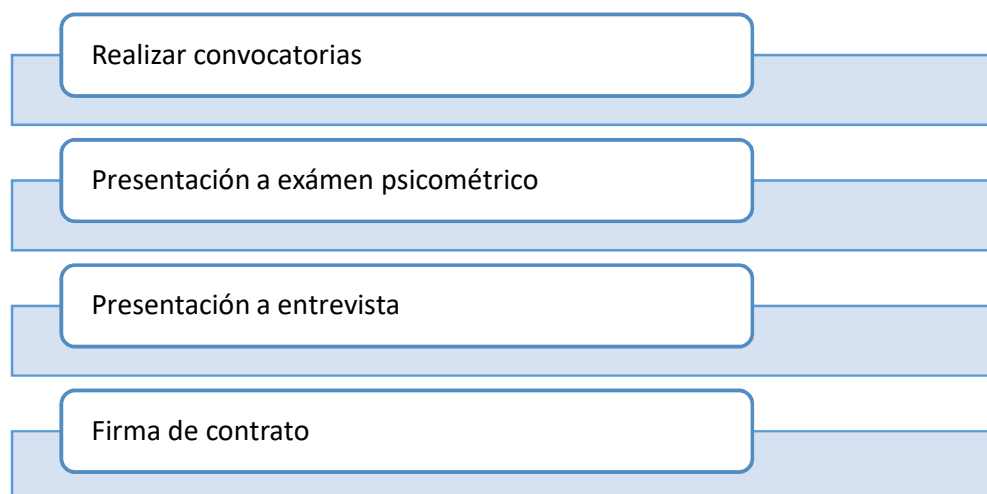 Realizar convocatorias
Presentación a exámen psicométrico
Presentación a entrevista
Firma de contrato